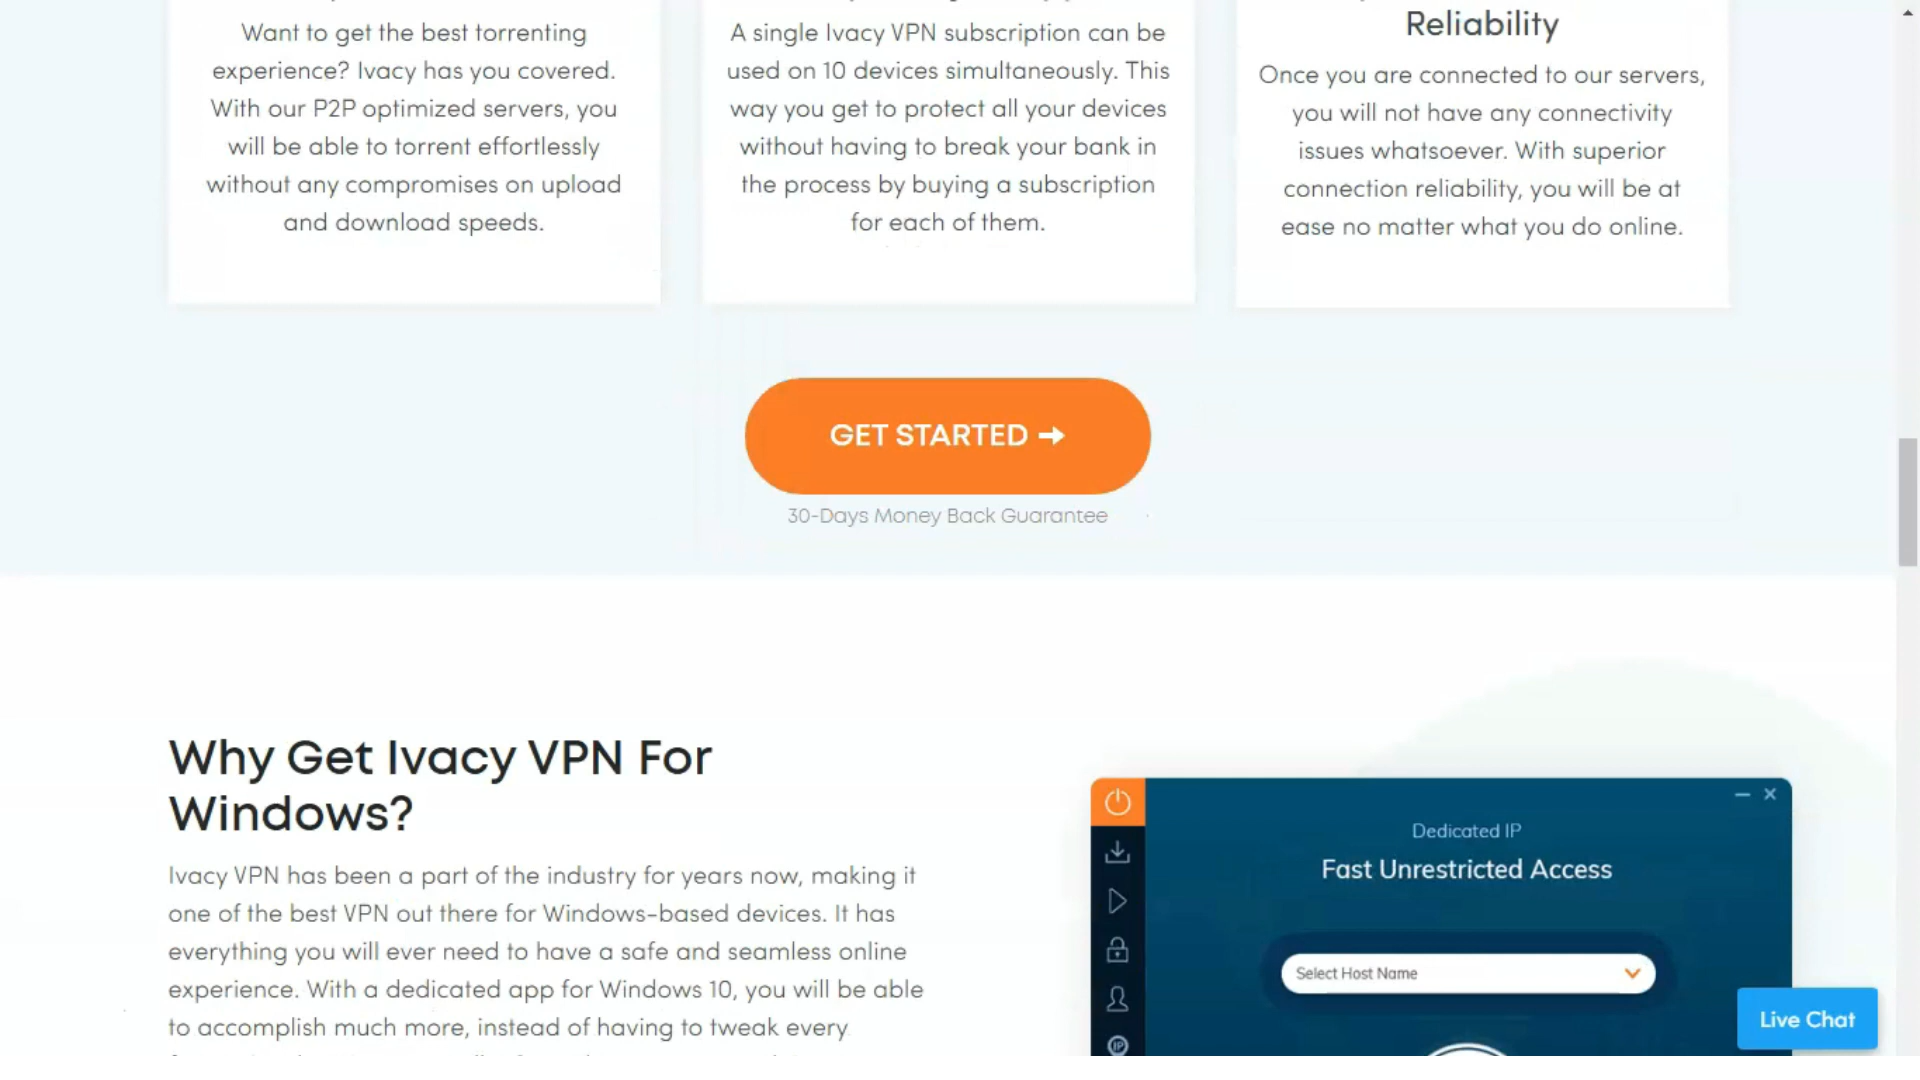 Want to get the best torrenting
experience? Ivacy has you covered.
With our P2P optimized servers, you
will be able to torrent effortlessly
without any compromises on upload
and download speeds.
A single Ivacy VPN subscription can be
used on 10 devices simultaneously. This
way you get to protect all your devices
without having to break your bank in
the process by buying a subscription
for each of them.
Reliability
Once you are connected to our servers,
you will not have any connectivity
issues whatsoever. With superior
connection reliability, you will be at
ease no matter what you do online.
GET STARTED
30-Days Money Back Guarantee
Why Get Ivacy VPN For
Windows?
Ivacy VPN has been a part of the industry for years now, making it
one of the best VPN out there for Windows-based devices. It has
everything you will ever need to have a safe and seamless online
experience. With a dedicated app for Windows 10, you will be able
to accomplish much more, instead of having to tweak every
Dedicated IP
Fast Unrestricted Access
Select Host Name
IP
Live Chat